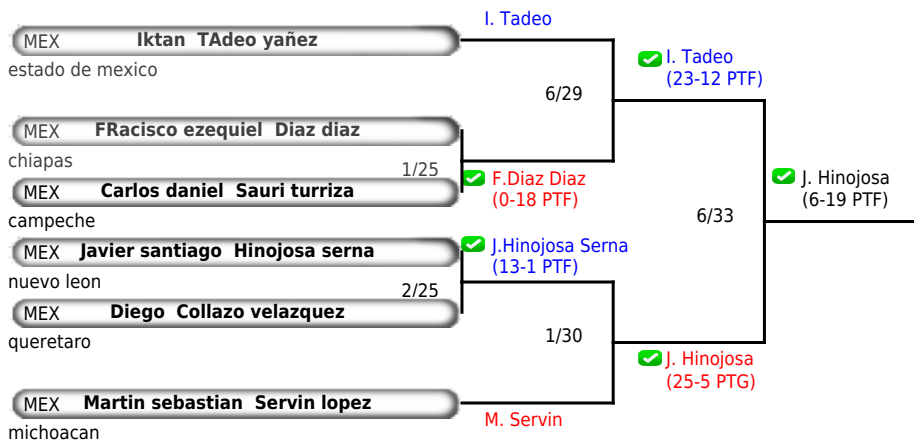 I. Tadeo
MEX Iktan TAdeo yañez
estado de mexico
I. Tadeo
(23-12 PTF)
6/29
MEX FRacisco ezequiel Diaz diaz
chiapas
1/25
F.Diaz Diaz
(0-18 PTF)
MEX Carlos daniel Sauri turriza
campeche
J. Hinojosa
(6-19 PTF)
6/33
MEX Javier santiago Hinojosa serna
nuevo leon
J.Hinojosa Serna
(13-1 PTF)
2/25
MEX Diego Collazo velazquez
queretaro
1/30
J. Hinojosa
(25-5 PTG)
MEX Martin sebastian Servin lopez
michoacan
M. Servin